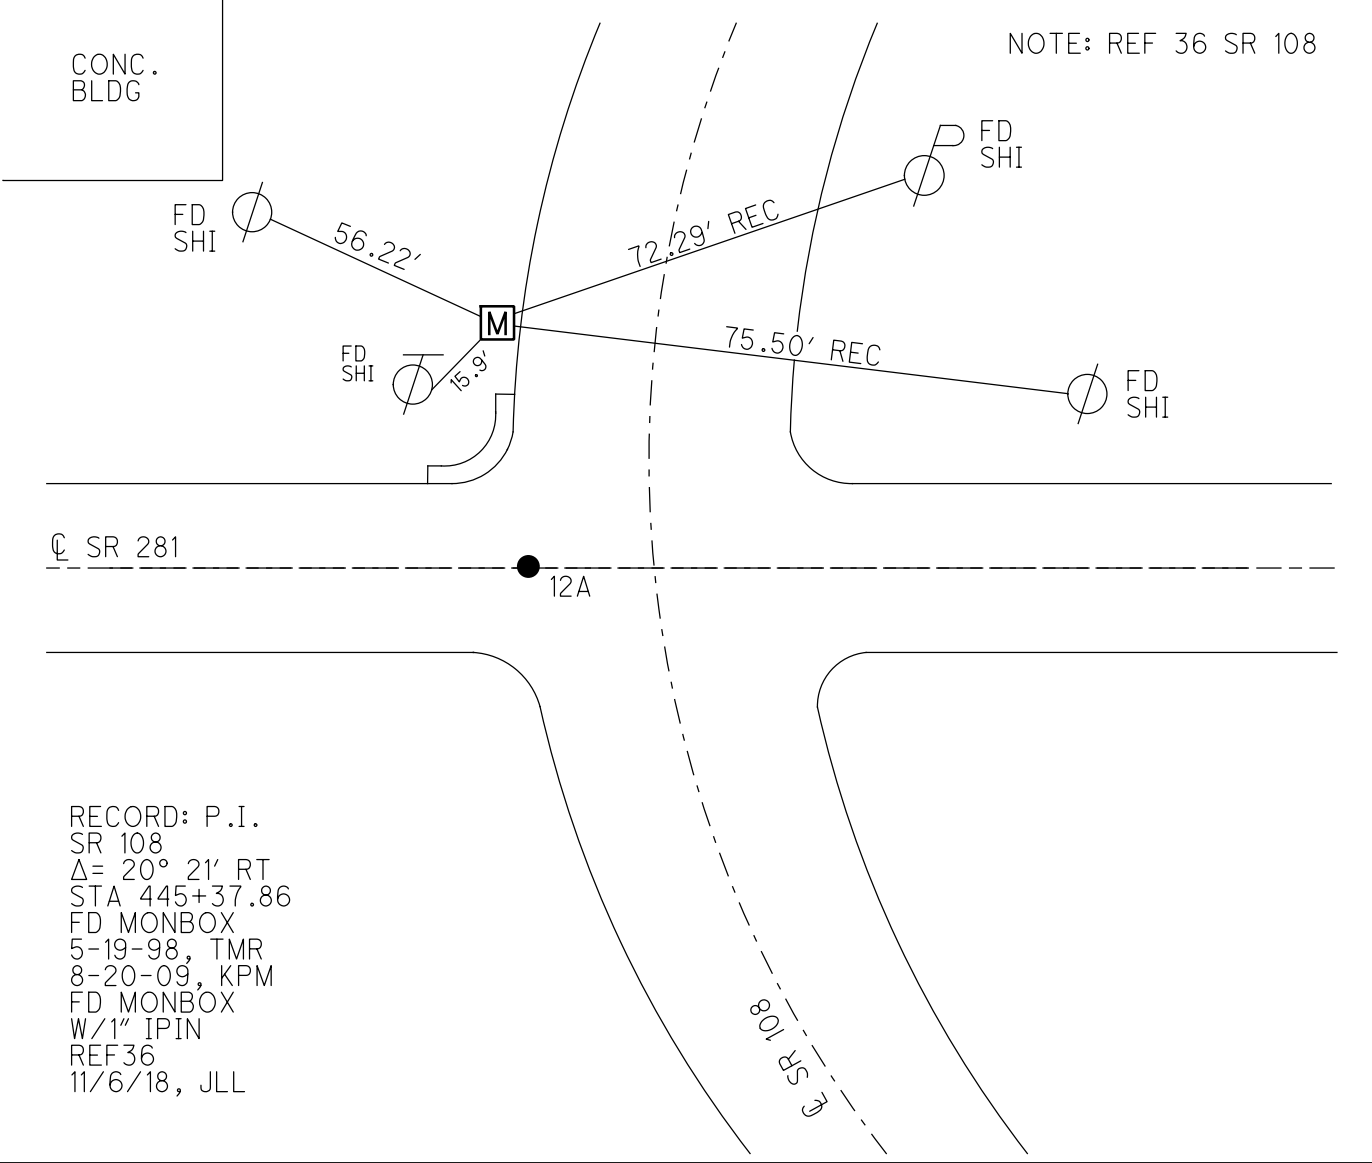 CONC.
BLDG
NOTE: REF 36 SR 108
FD
SHI
FD
SHI
56.22'
72.29' REC
M
75.50' REC
FD
SHI
15.9'
FD
SHI
℄ SR 281
12A
RECORD: P.I.
SR 108
Δ= 20° 21' RT
STA 445+37.86
FD MONBOX
5-19-98, TMR
8-20-09, KPM
FD MONBOX
W/1" IPIN
REF36
11/6/18, JLL
℄ SR 108